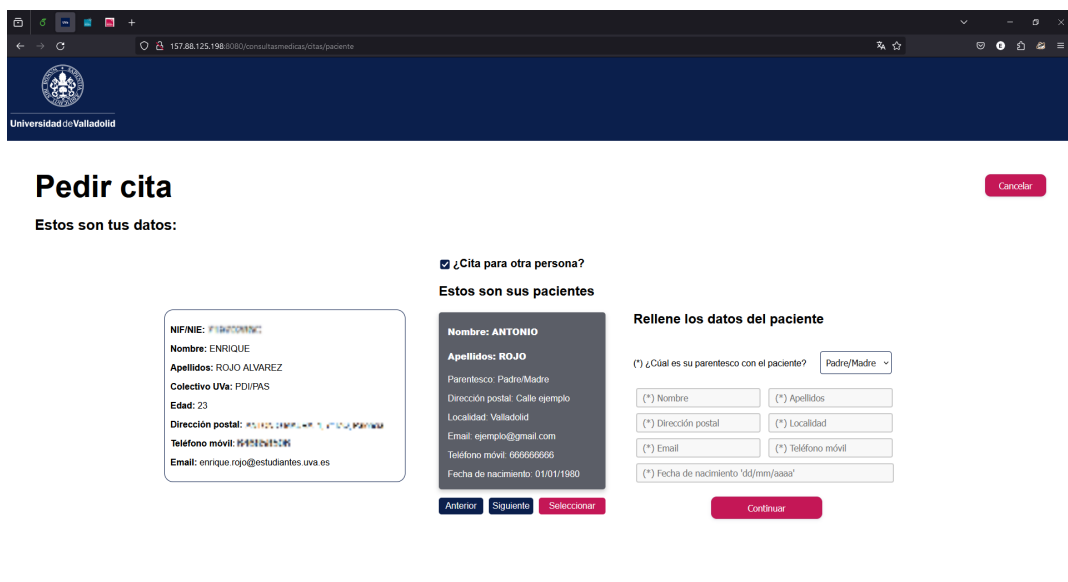 157.88.125.198:8080/consultasmedicas/citas/paciente
Universidad de Valladolid
Pedir cita
Cancelar
Estos son tus datos:
¿Cita para otra persona?
Estos son sus pacientes
NIF/NIE:
Nombre: ENRIQUE
Apellidos: ROJO ALVAREZ
Colectivo UVa: PDI/PAS
Edad: 23
Dirección postal:
Teléfono móvil:
Email: enrique.rojo@estudiantes.uva.es
Nombre: ANTONIO
Apellidos: ROJO
Parentesco: Padre/Madre
Dirección postal: Calle ejemplo
Localidad: Valladolid
Email: ejemplo@gmail.com
Teléfono móvil: 666666666
Fecha de nacimiento: 01/01/1980
Anterior
Siguiente
Seleccionar
Rellene los datos del paciente
(*) ¿Cúal es su parentesco con el paciente?
Padre/Madre
(*) Nombre
(*) Apellidos
(*) Dirección postal
(*) Localidad
(*) Email
(*) Teléfono móvil
(*) Fecha de nacimiento 'dd/mm/aaaa'
Continuar